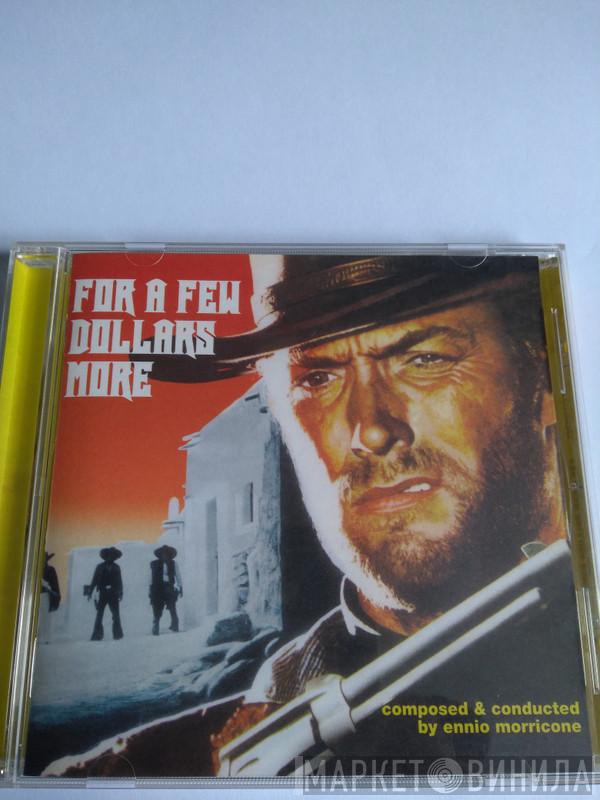 FOR A FEW
DOLLARS
MORE
composed & conducted
by ennio morricone
МАРКЕТ ВИНИЛА